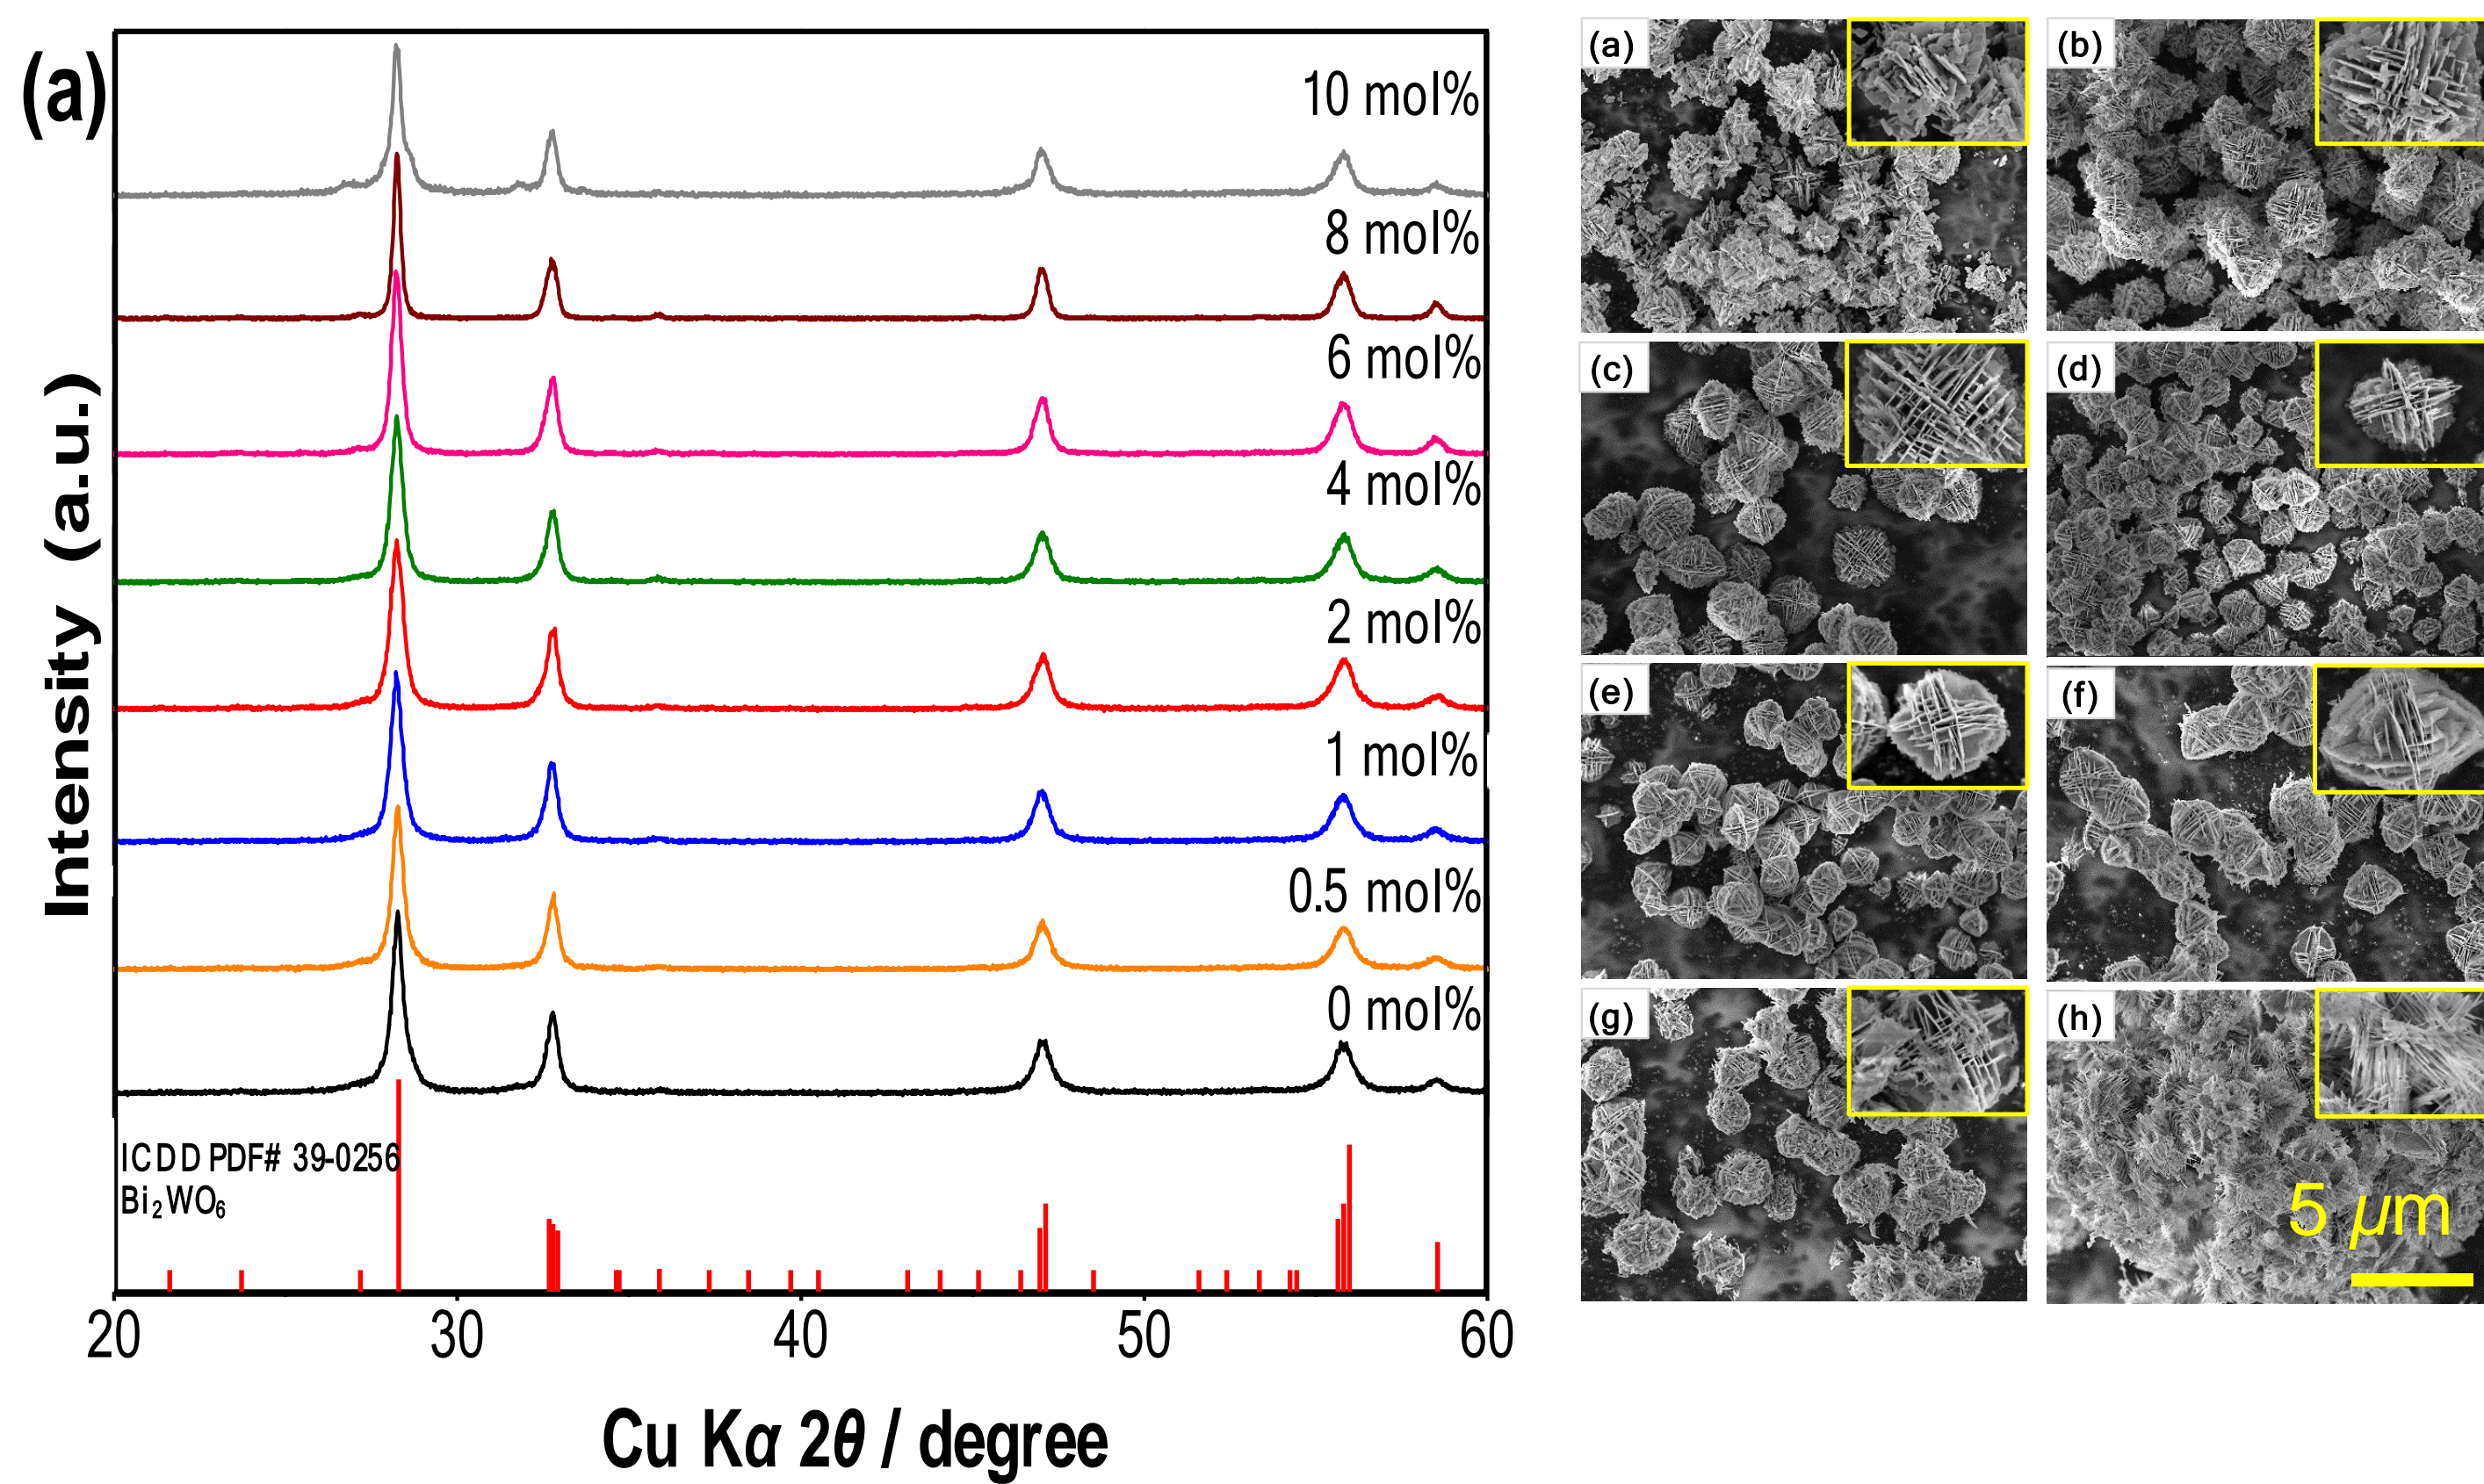 (a)
10 mol%
8 mol%
6 mol%
4 mol%
2 mol%
1 mol%
0.5 mol%
0 mol%
ICDD PDF# 39-0256
Bi₂WO₆
Intensity (a.u.)
20 30 40 50 60
Cu Kα 2θ / degree
(a)
(b)
(c)
(d)
(e)
(f)
(g)
(h)
5 µm